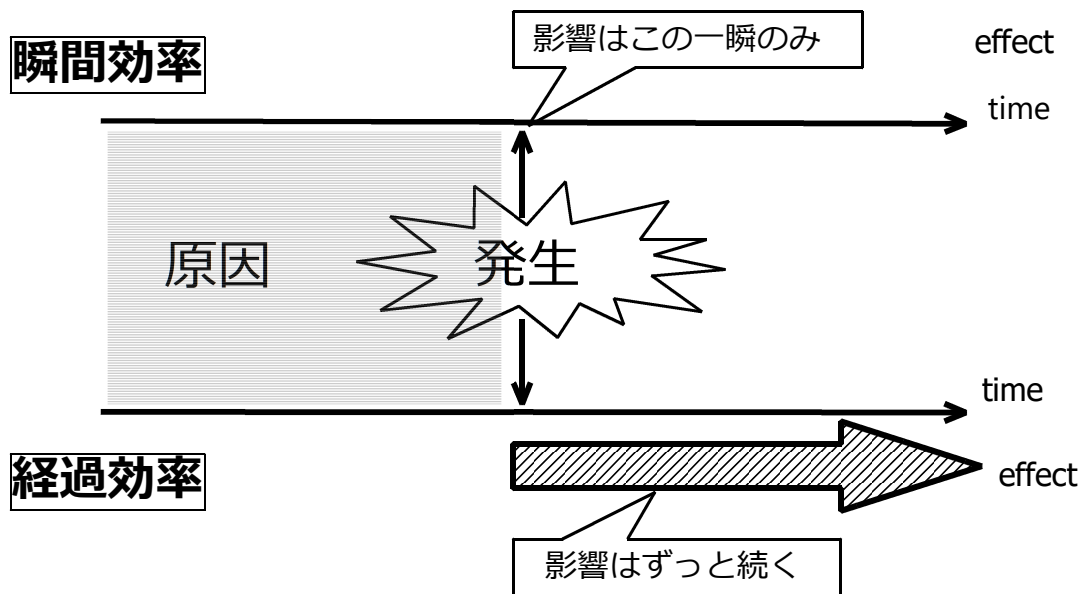 影響はこの一瞬のみ
effect
瞬間効率
time
原因
発生
time
経過効率
effect
影響はずっと続く